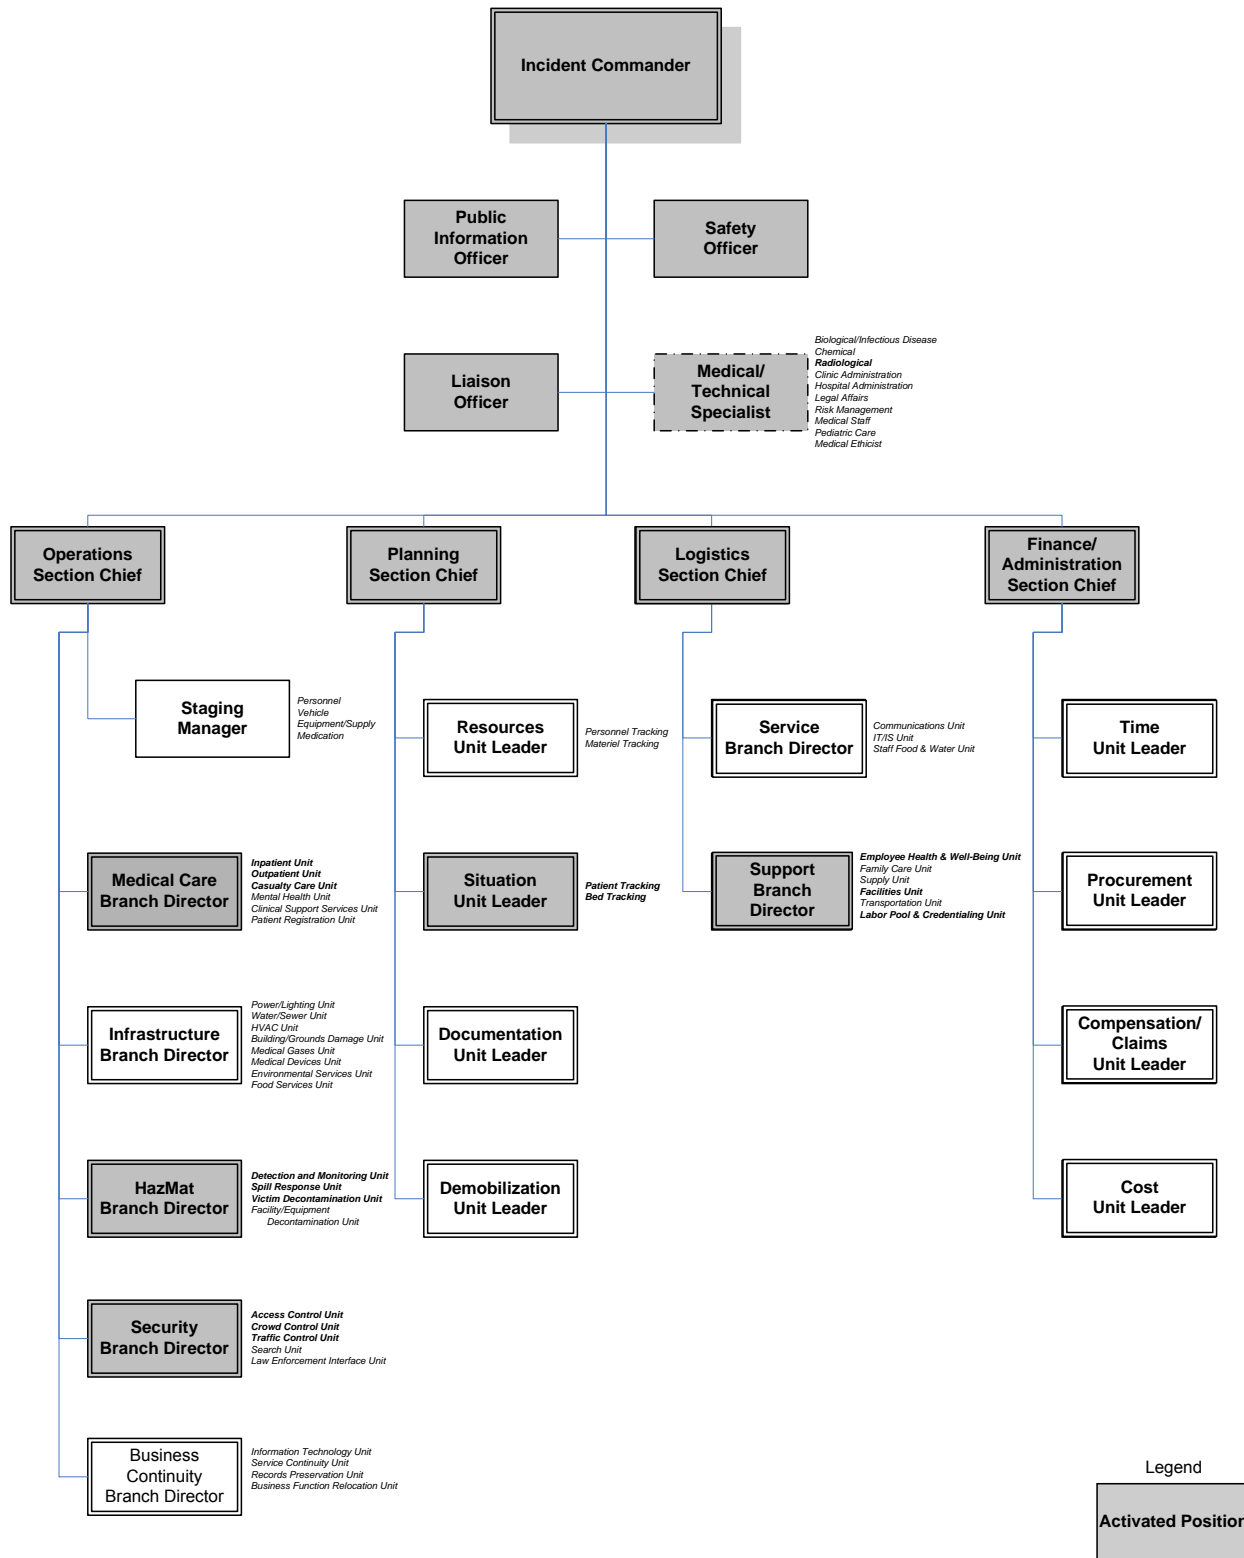 Incident Commander
Public
Information
Officer
Safety
Officer
Liaison
Officer
Medical/
Technical
Specialist
Biological/Infectious Disease
Chemical
Radiological
Clinic Administration
Hospital Administration
Legal Affairs
Risk Management
Medical Staff
Pediatric Care
Medical Ethicist
Operations
Section Chief
Planning
Section Chief
Logistics
Section Chief
Finance/
Administration
Section Chief
Staging
Manager
Personnel
Vehicle
Equipment/Supply
Medication
Resources
Unit Leader
Personnel Tracking
Materiel Tracking
Service
Branch Director
Communications Unit
IT/IS Unit
Staff Food & Water Unit
Time
Unit Leader
Medical Care
Branch Director
Inpatient Unit
Outpatient Unit
Casualty Care Unit
Mental Health Unit
Clinical Support Services Unit
Patient Registration Unit
Situation
Unit Leader
Patient Tracking
Bed Tracking
Support
Branch
Director
Employee Health & Well-Being Unit
Family Care Unit
Supply Unit
Facilities Unit
Transportation Unit
Labor Pool & Credentialing Unit
Procurement
Unit Leader
Infrastructure
Branch Director
Power/Lighting Unit
Water/Sewer Unit
HVAC Unit
Building/Grounds Damage Unit
Medical Gases Unit
Medical Devices Unit
Environmental Services Unit
Food Services Unit
Documentation
Unit Leader
Compensation/
Claims
Unit Leader
HazMat
Branch Director
Detection and Monitoring Unit
Spill Response Unit
Victim Decontamination Unit
Facility/Equipment
Decontamination Unit
Demobilization
Unit Leader
Cost
Unit Leader
Security
Branch Director
Access Control Unit
Crowd Control Unit
Traffic Control Unit
Search Unit
Law Enforcement Interface Unit
Business
Continuity
Branch Director
Information Technology Unit
Service Continuity Unit
Records Preservation Unit
Business Function Relocation Unit
Legend
Activated Position